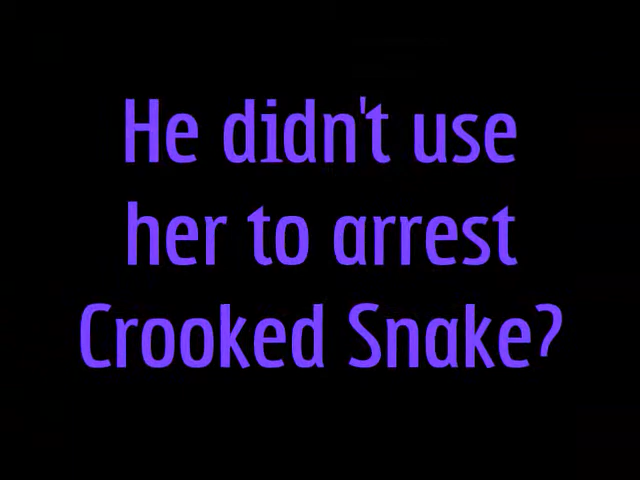 He didn't use
her to arrest
Crooked Snake?